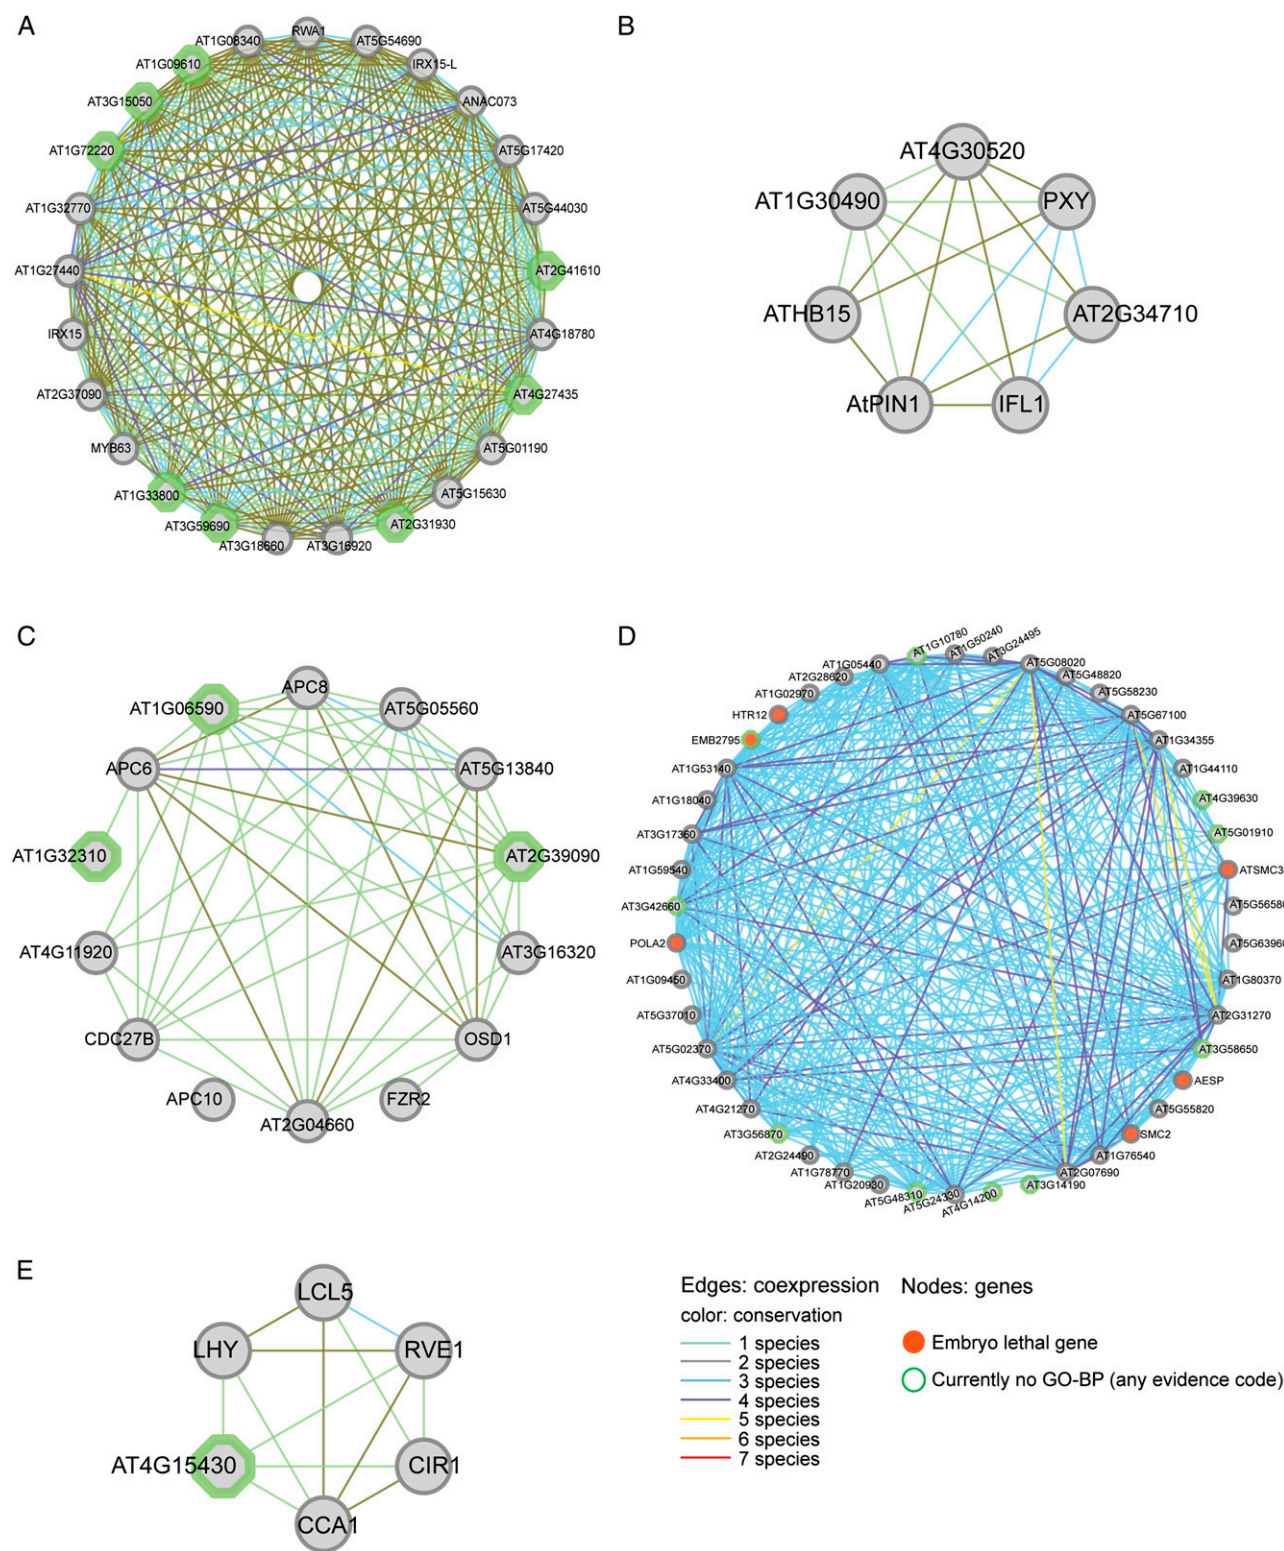 A
RWA1
AT1G08340
AT5G54690
AT1G09610
IRX15-L
AT3G15050
ANAC073
AT1G72220
AT5G17420
AT1G32770
AT5G44030
AT1G27440
AT2G41610
IRX15
AT4G18780
AT2G37090
AT4G27435
MYB63
AT5G01190
AT1G33800
AT5G15630
AT3G59690
AT2G31930
AT3G18660
AT3G16920
B
AT4G30520
AT1G30490
PXY
ATHB15
AT2G34710
AtPIN1
IFL1
C
APC8
AT1G06590
AT5G05560
APC6
AT5G13840
AT1G32310
AT2G39090
AT4G11920
AT3G16320
CDC27B
OSD1
APC10
FZR2
AT2G04660
D
AT1G10780
AT1G50240
AT3G24495
AT1G05440
AT5G08020
AT2G28620
AT5G48820
AT1G02970
AT5G58230
HTR12
AT5G67100
EMB2795
AT1G34355
AT1G53140
AT1G44110
AT1G18040
AT4G39630
AT3G17360
AT5G01910
AT1G59540
ATSMC3
AT3G42660
AT5G5658
POLA2
AT5G6396
AT1G09450
AT1G80370
AT5G37010
AT2G31270
AT5G02370
AT3G58650
AT4G33400
AESP
AT4G21270
AT5G55820
AT3G56870
SMC2
AT2G24490
AT1G76540
AT1G78770
AT2G07690
AT1G20930
AT3G14190
AT5G48310
AT5G24330
AT4G14200
E
LCL5
LHY
RVE1
AT4G15430
CIR1
CCA1
Edges: coexpression
color: conservation
1 species
2 species
3 species
4 species
5 species
6 species
7 species
Nodes: genes
Embryo lethal gene
Currently no GO-BP (any evidence code)